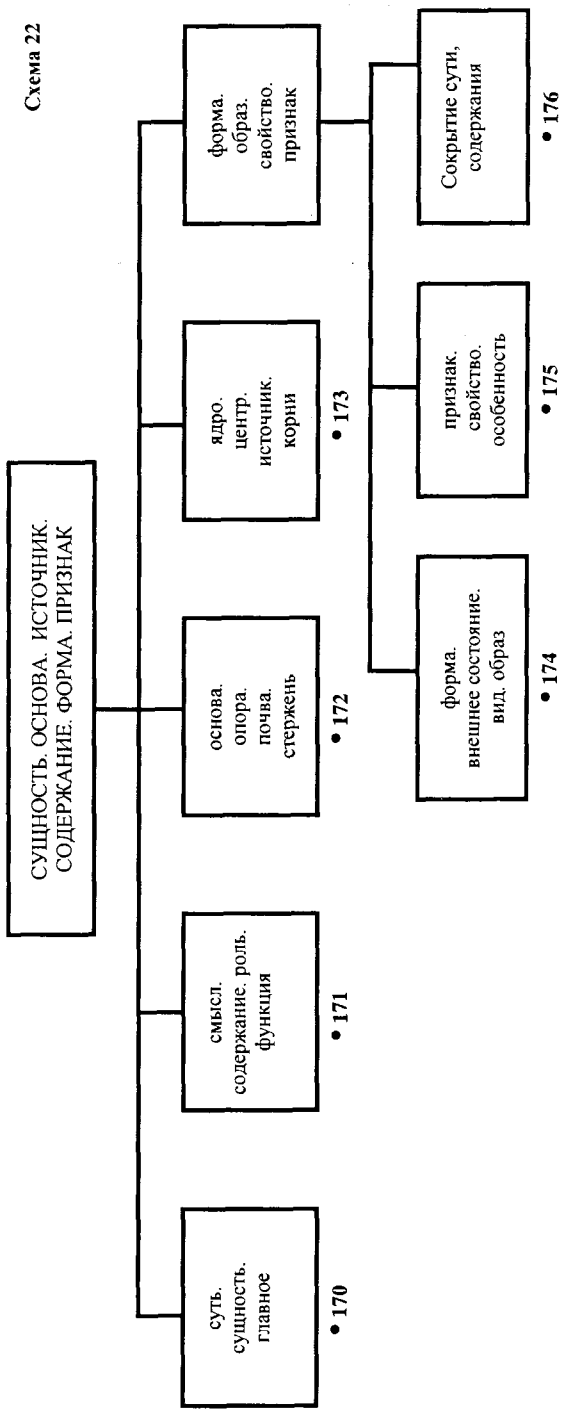 Схема 22
СУЩНОСТЬ. ОСНОВА. ИСТОЧНИК.
СОДЕРЖАНИЕ. ФОРМА. ПРИЗНАК
суть.
сущность.
главное
• 170
смысл.
содержание. роль.
функция
• 171
основа.
опора.
почва.
стержень
• 172
ядро.
центр.
источник.
корни
• 173
форма.
образ.
свойство.
признак
форма.
внешнее состояние.
вид. образ
• 174
признак.
свойство.
особенность
• 175
Сокрытие сути,
содержания
• 176